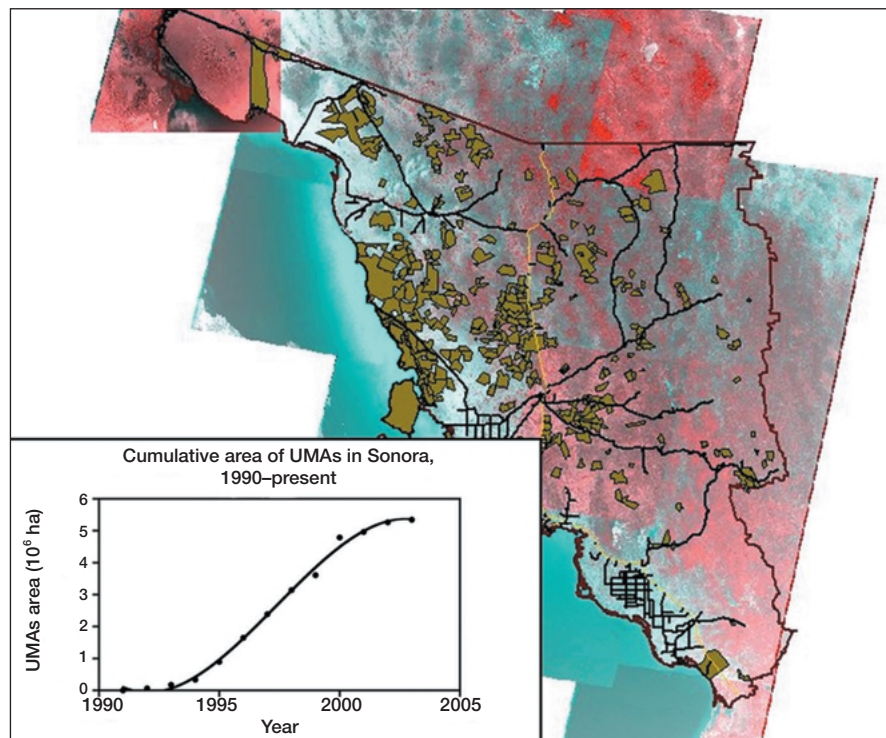 Cumulative area of UMAs in Sonora,
1990–present
UMAs area (10⁶ ha)
6
5
4
3
2
1
0
1990 1995 2000 2005
Year